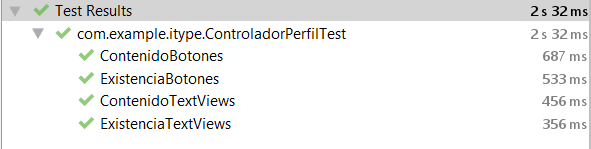 Test Results 2 s 32 ms
com.example.itype.ControladorPerfilTest 2 s 32 ms
ContenidoBotones 687 ms
ExistenciaBotones 533 ms
ContenidoTextViews 456 ms
ExistenciaTextViews 356 ms